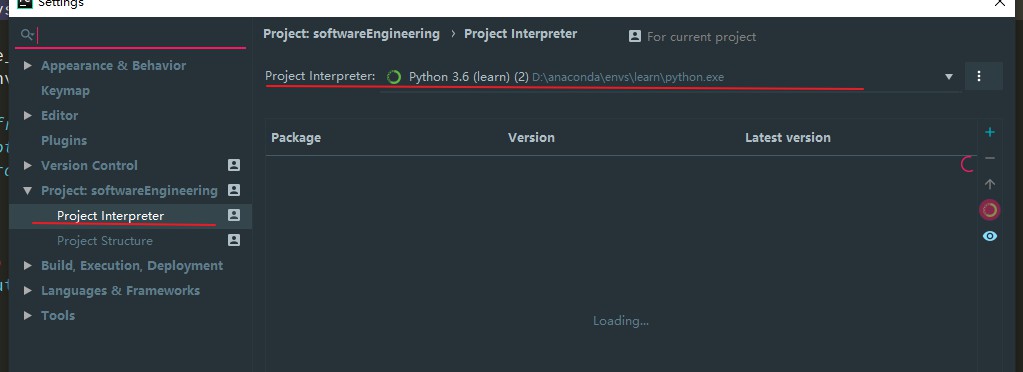 Settings
Project: softwareEngineering › Project Interpreter For current project
Appearance & Behavior
Project Interpreter: Python 3.6 (learn) (2) D:\anaconda\envs\learn\python.exe
Keymap
Editor
Plugins
Package Version Latest version
Version Control
Project: softwareEngineering
Project Interpreter
Project Structure
Build, Execution, Deployment
Languages & Frameworks
Tools
Loading...